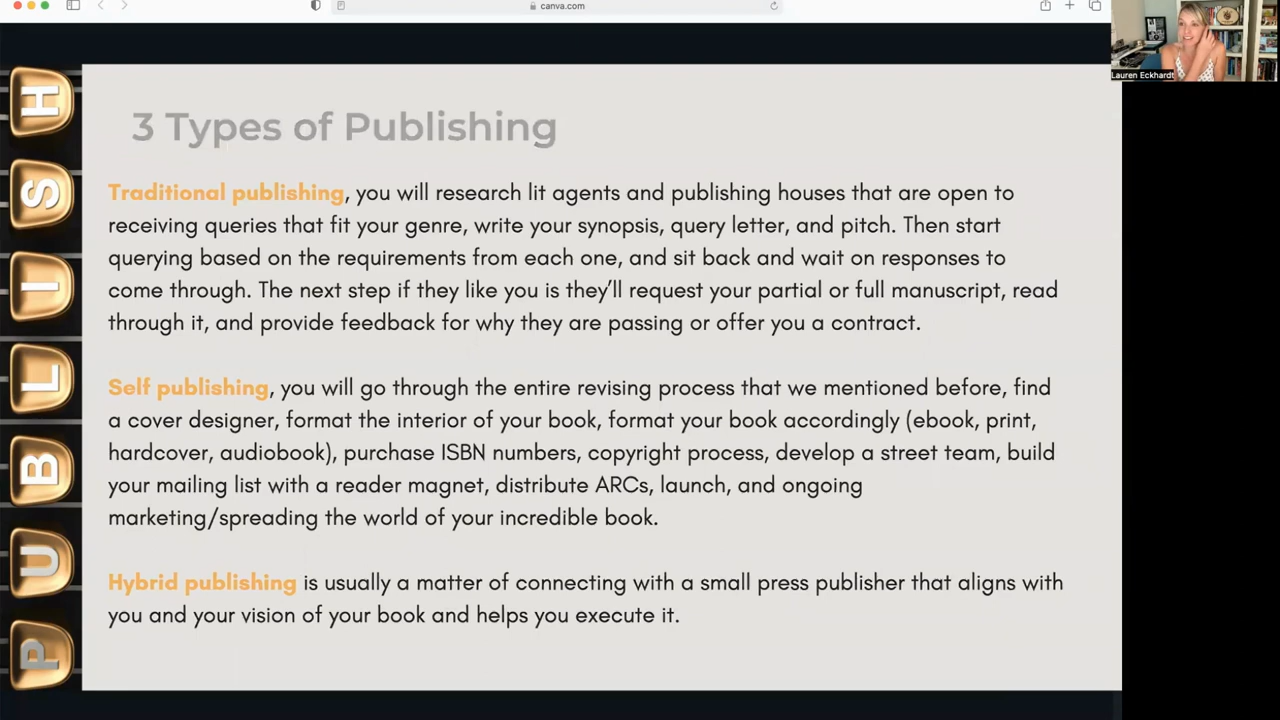 canva.com
Lauren Eckhardt
PUBLISH
3 Types of Publishing
Traditional publishing, you will research lit agents and publishing houses that are open to
receiving queries that fit your genre, write your synopsis, query letter, and pitch. Then start
querying based on the requirements from each one, and sit back and wait on responses to
come through. The next step if they like you is they’ll request your partial or full manuscript, read
through it, and provide feedback for why they are passing or offer you a contract.
Self publishing, you will go through the entire revising process that we mentioned before, find
a cover designer, format the interior of your book, format your book accordingly (ebook, print,
hardcover, audiobook), purchase ISBN numbers, copyright process, develop a street team, build
your mailing list with a reader magnet, distribute ARCs, launch, and ongoing
marketing/spreading the world of your incredible book.
Hybrid publishing is usually a matter of connecting with a small press publisher that aligns with
you and your vision of your book and helps you execute it.